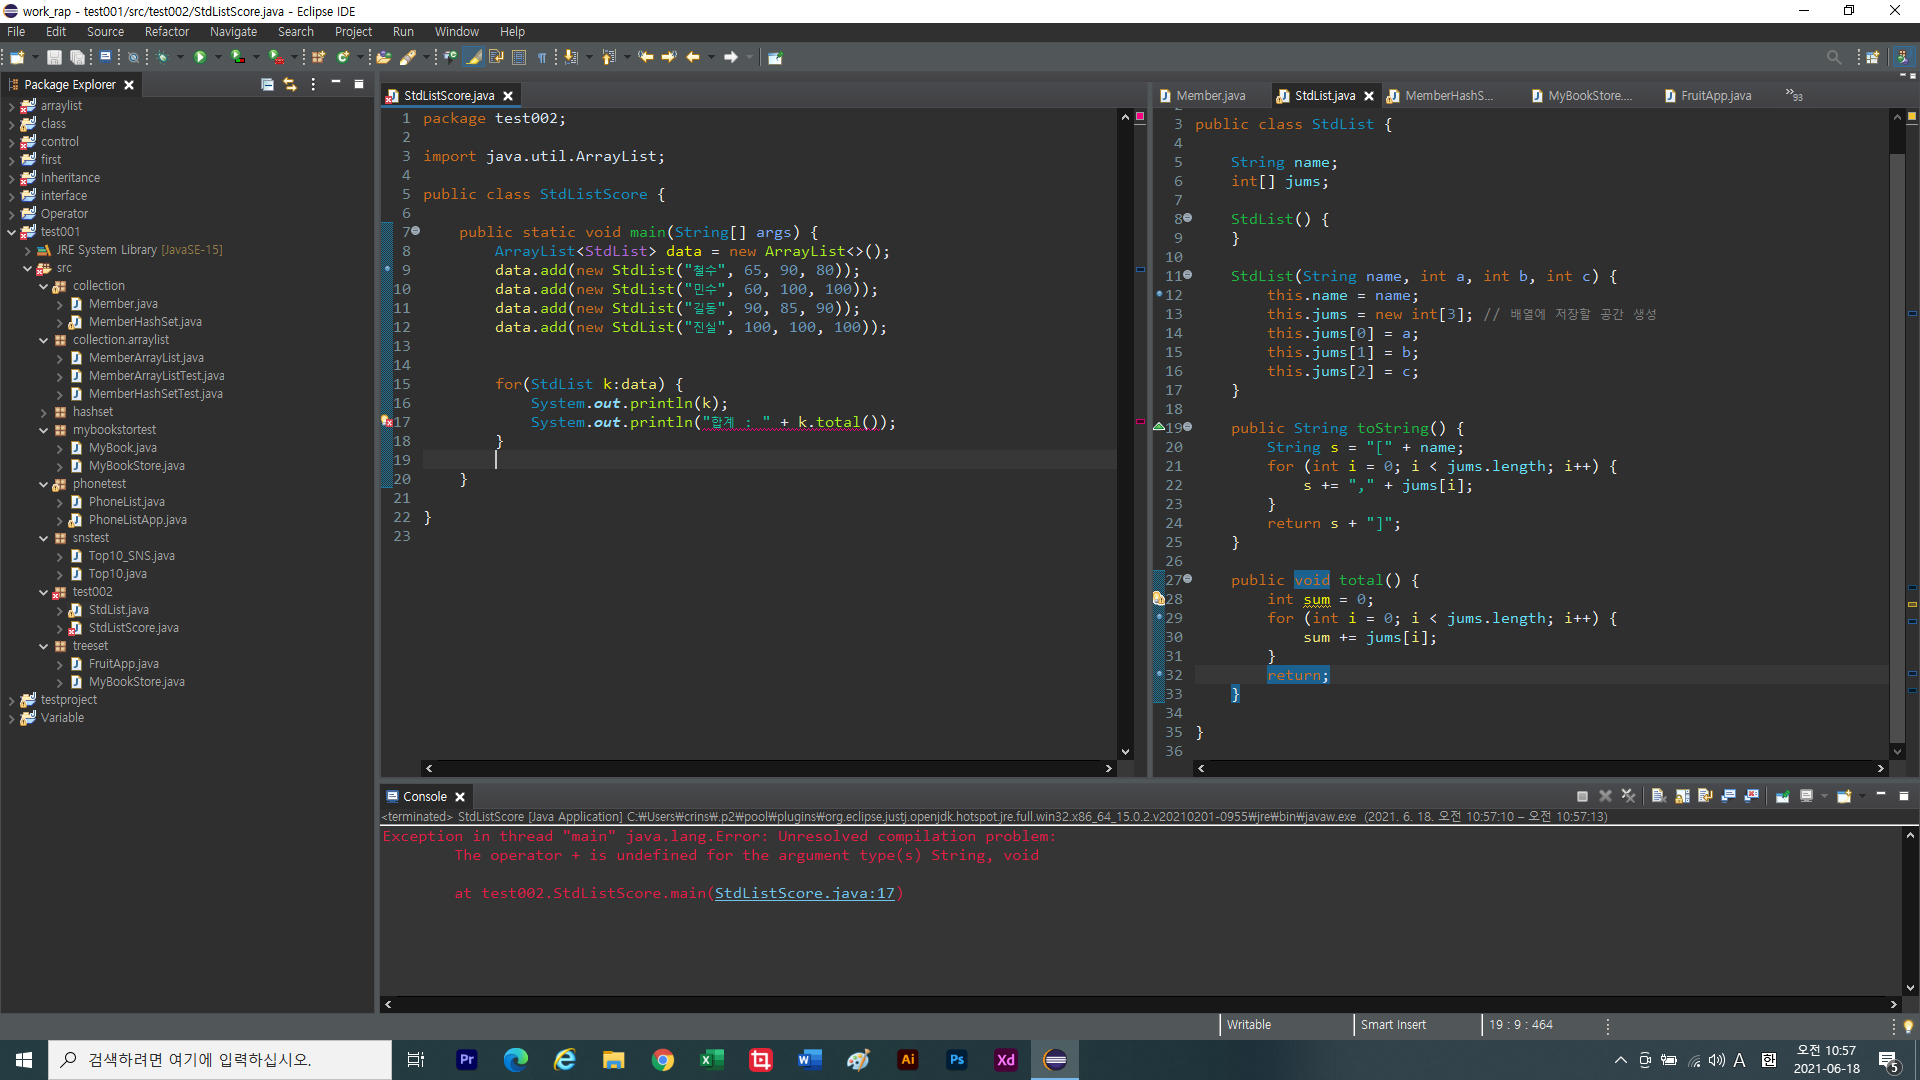 work_rap - test001/src/test002/StdListScore.java - Eclipse IDE
File Edit Source Refactor Navigate Search Project Run Window Help
Package Explorer
arraylist
class
control
first
Inheritance
interface
Operator
test001
JRE System Library [JavaSE-15]
src
collection
Member.java
MemberHashSet.java
collection.arraylist
MemberArrayList.java
MemberArrayListTest.java
MemberHashSetTest.java
hashset
mybookstortest
MyBook.java
MyBookStore.java
phonetest
PhoneList.java
PhoneListApp.java
snstest
Top10_SNS.java
Top10.java
test002
StdList.java
StdListScore.java
treeset
FruitApp.java
MyBookStore.java
testproject
Variable
StdListScore.java
1 package test002;
2
3 import java.util.ArrayList;
4
5 public class StdListScore {
6
7 public static void main(String[] args) {
8 ArrayList<StdList> data = new ArrayList<>();
9 data.add(new StdList("철수", 65, 90, 80));
10 data.add(new StdList("민수", 60, 100, 100));
11 data.add(new StdList("길동", 90, 85, 90));
12 data.add(new StdList("진실", 100, 100, 100));
13
14
15 for(StdList k:data) {
16 System.out.println(k);
17 System.out.println("합계 : " + k.total());
18 }
19
20 }
21
22 }
23
Member.java StdList.java MemberHashS... MyBookStore.... FruitApp.java »93
3 public class StdList {
4
5 String name;
6 int[] jums;
7
8 StdList() {
9 }
10
11 StdList(String name, int a, int b, int c) {
12 this.name = name;
13 this.jums = new int[3]; // 배열에 저장할 공간 생성
14 this.jums[0] = a;
15 this.jums[1] = b;
16 this.jums[2] = c;
17 }
18
19 public String toString() {
20 String s = "[" + name;
21 for (int i = 0; i < jums.length; i++) {
22 s += "," + jums[i];
23 }
24 return s + "]";
25 }
26
27 public void total() {
28 int sum = 0;
29 for (int i = 0; i < jums.length; i++) {
30 sum += jums[i];
31 }
32 return;
33 }
34
35 }
36
Console
<terminated> StdListScore [Java Application] C:₩Users₩crins₩.p2₩pool₩plugins₩org.eclipse.justj.openjdk.hotspot.jre.full.win32.x86_64_15.0.2.v20210201-0955₩jre₩bin₩javaw.exe (2021. 6. 18. 오전 10:57:10 – 오전 10:57:13)
Exception in thread "main" java.lang.Error: Unresolved compilation problem:
The operator + is undefined for the argument type(s) String, void
at test002.StdListScore.main(StdListScore.java:17)
Writable Smart Insert 19 : 9 : 464
검색하려면 여기에 입력하십시오.
Pr Ai Ps Xd
A 오전 10:57
2021-06-18
5